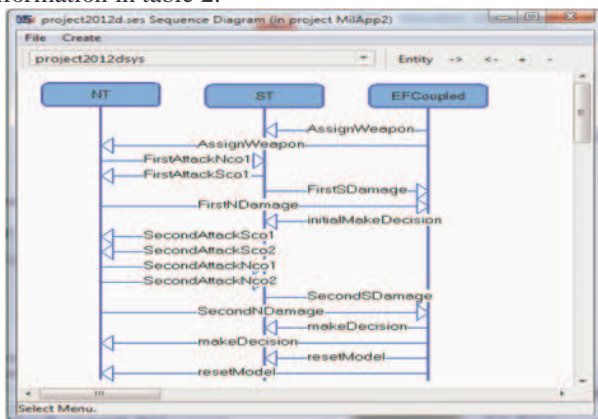 formation in table 2.
project2012d.ses Sequence Diagram (in project MilApp2)
File Create
project2012dsys Entity -> <- + -
NT ST EFCoupled
AssignWeapon
AssignWeapon
FirstAttackNco1
FirstAttackSco1
FirstSDamage
FirstNDamage
initialMakeDecision
SecondAttackSco1
SecondAttackSco2
SecondAttackNco1
SecondAttackNco2
SecondSDamage
SecondNDamage
makeDecision
makeDecision
resetModel
resetModel
Select Menu.